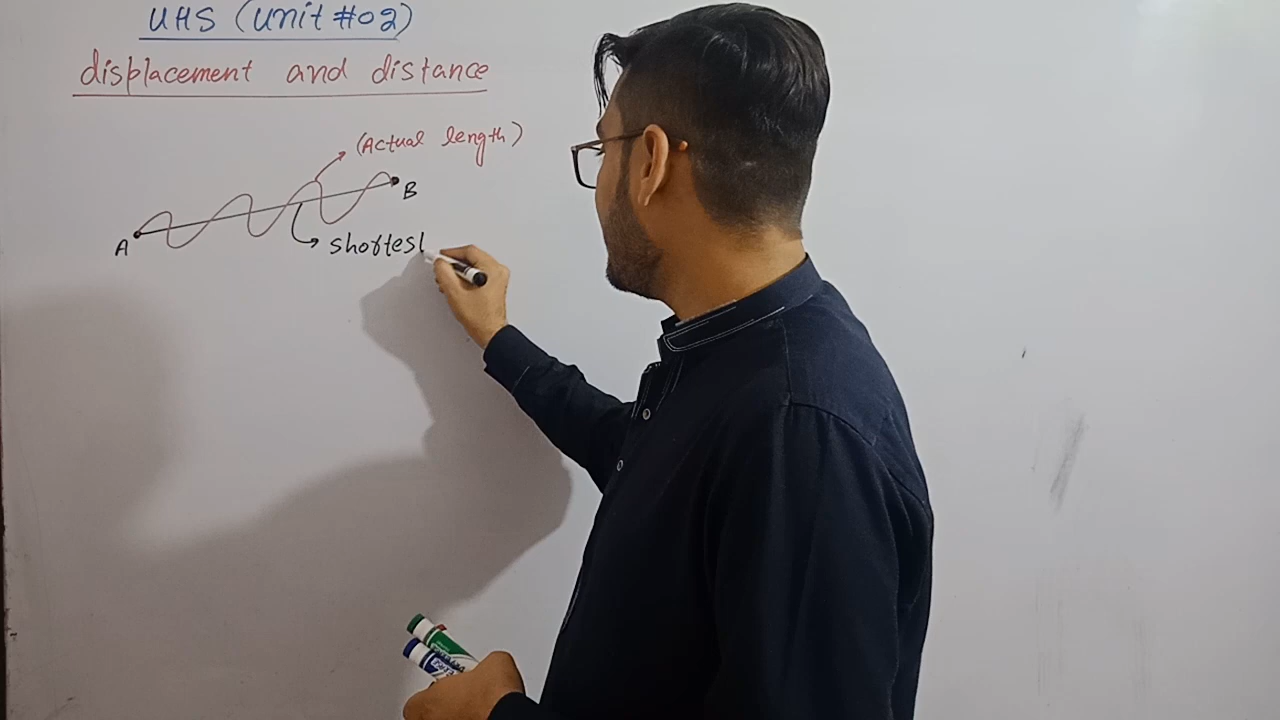 UHS (Unit #02)
displacement and distance
(Actual length)
B
A
shortest